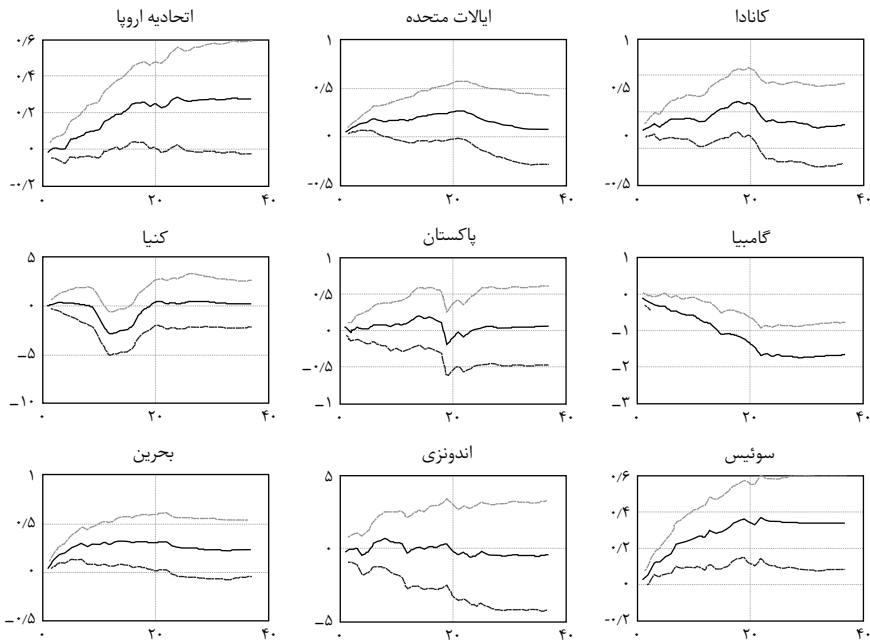 اتحادیه اروپا
۰/۶
۰/۴
۰/۲
۰
-۰/۲
۰ ۲۰ ۴۰
ایالات متحده
۱
۰/۵
۰
-۰/۵
۰ ۲۰ ۴۰
کانادا
۱
۰/۵
۰
-۰/۵
۰ ۲۰ ۴۰
کنیا
۵
۰
-۵
-۱۰
۰ ۲۰ ۴۰
پاکستان
۱
۰/۵
۰
-۰/۵
-۱
۰ ۲۰ ۴۰
گامبیا
۱
۰
-۱
-۲
-۳
۰ ۲۰ ۴۰
بحرین
۱
۰/۵
۰
-۰/۵
۰ ۲۰ ۴۰
اندونزی
۵
۰
-۵
۰ ۲۰ ۴۰
سوئیس
۰/۶
۰/۴
۰/۲
۰
-۰/۲
۰ ۲۰ ۴۰